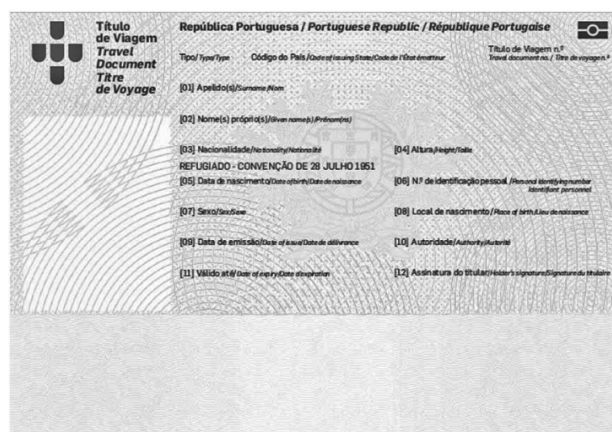 Título
de Viagem
Travel
Document
Titre
de Voyage
República Portuguesa / Portuguese Republic / République Portugaise
Tipo/Type/Type
Código do País/Code of issuing State/Code de l'État émetteur
Título de Viagem n.º
Travel document no./ Titre de voyage n.º
[01] Apelido(s)/Surname/Nom
[02] Nome(s) próprio(s)/Given name(s)/Prénom(ns)
[03] Nacionalidade/Nationality/Nationalité
[04] Altura/Height/Taille
REFUGIADO - CONVENÇÃO DE 28 JULHO 1951
[05] Data de nascimento/Date of birth/Date de naissance
[06] N.º de identificação pessoal/Personal identifying number
Identifiant personnel
[07] Sexo/Sex/Sexe
[08] Local de nascimento/Place of birth/Lieu de naissance
[09] Data de emissão/Date of issue/Date de délivrance
[10] Autoridade/Authority/Autorité
[11] Válido até/Date of expiry/Date d'expiration
[12] Assinatura do titular/Holder's signature/Signature du titulaire